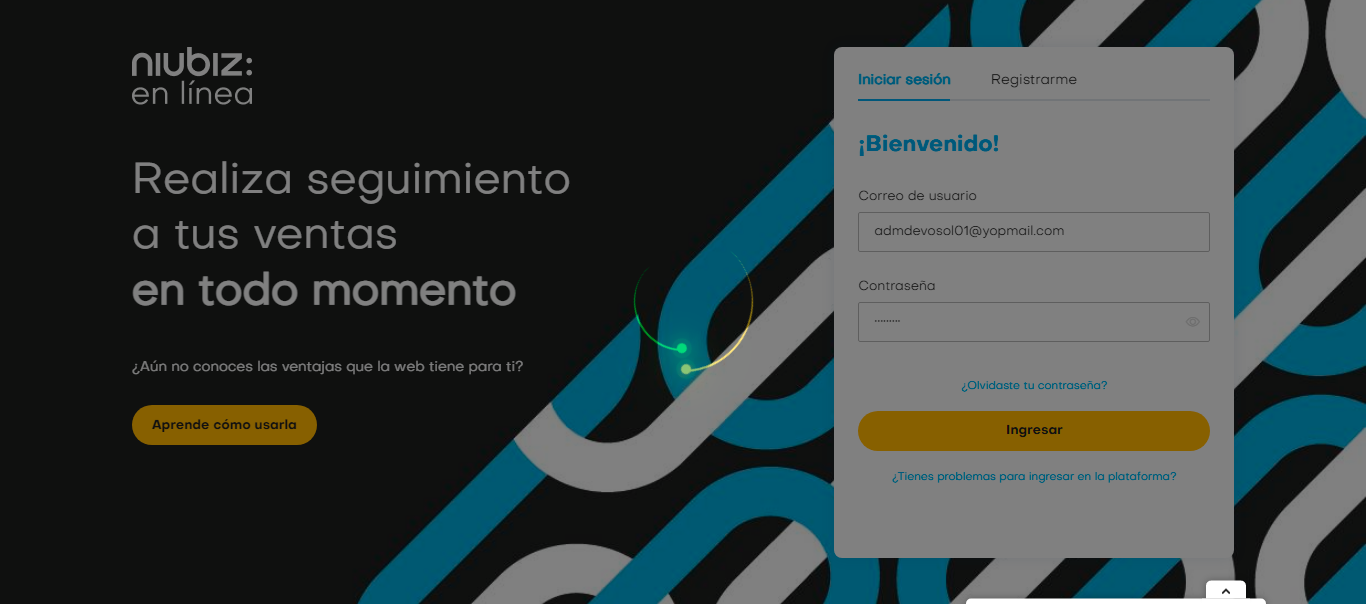 niubiz:
en línea
Realiza seguimiento
a tus ventas
en todo momento
¿Aún no conoces las ventajas que la web tiene para ti?
Aprende cómo usarla
Iniciar sesión
Registrarme
¡Bienvenido!
Correo de usuario
admdevosol01@yopmail.com
Contraseña
·········
¿Olvidaste tu contraseña?
Ingresar
¿Tienes problemas para ingresar en la plataforma?